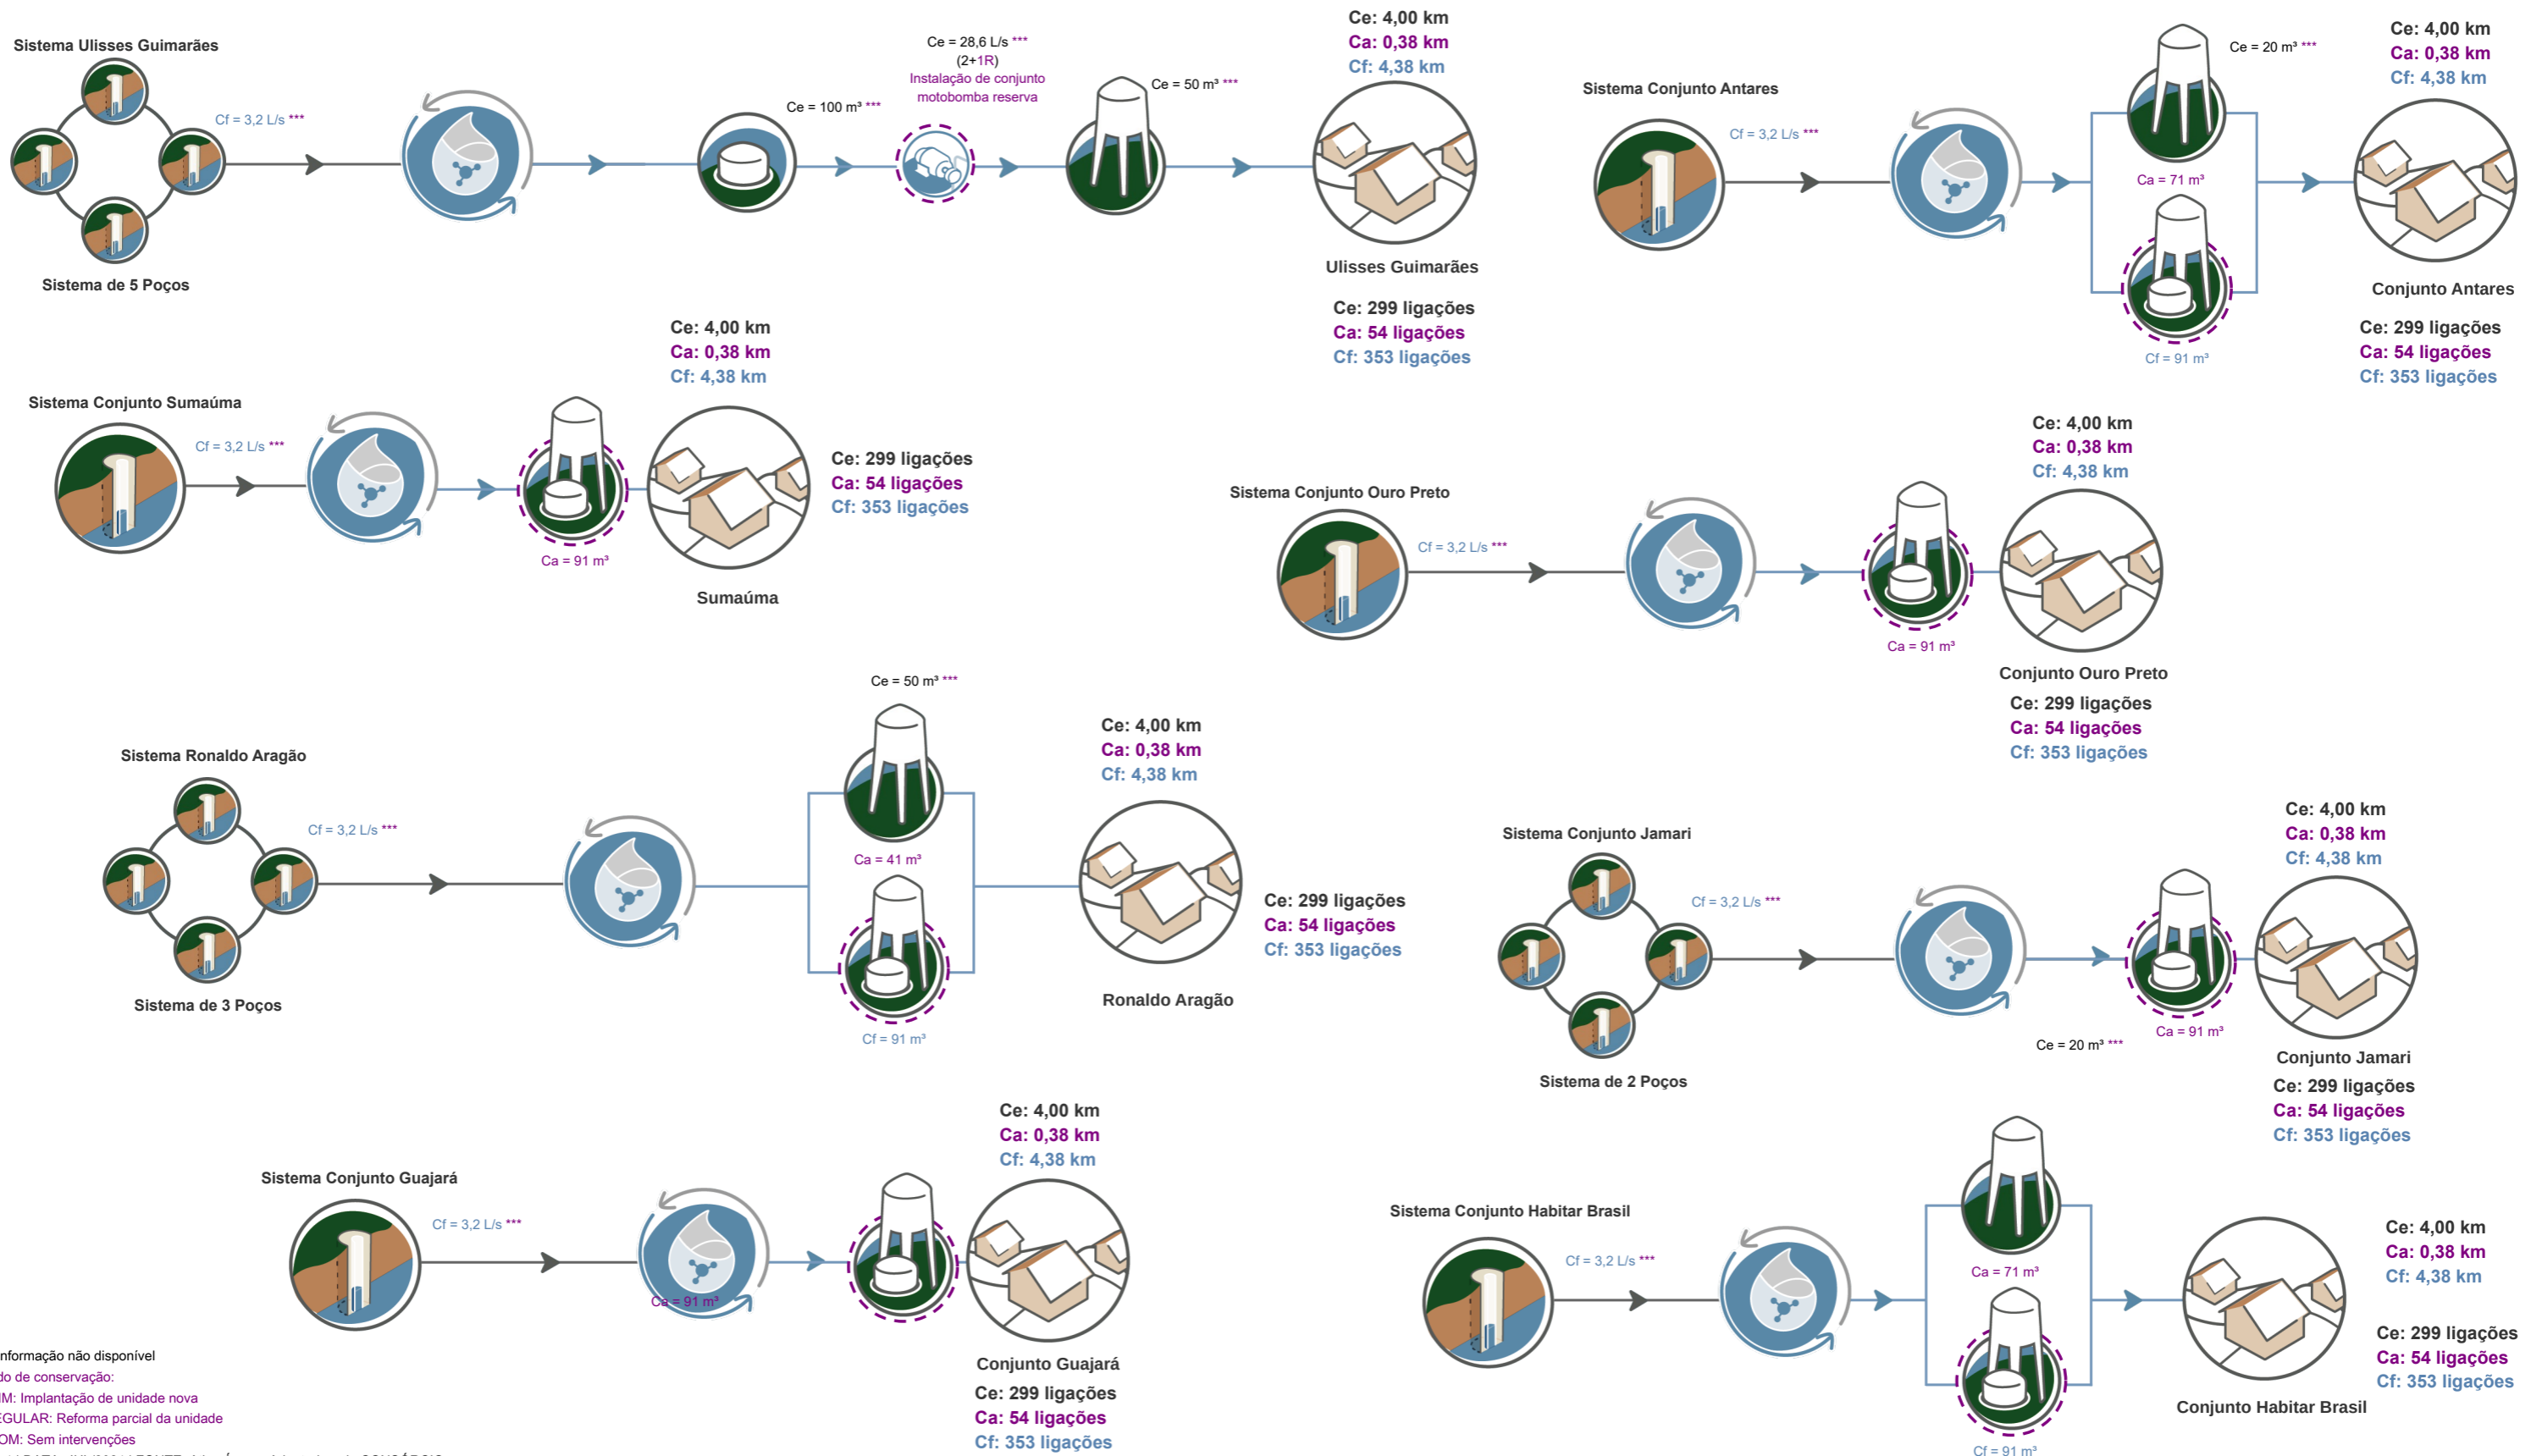 Sistema Ulisses Guimarães
Cf = 3,2 L/s ***
Sistema de 5 Poços
Ce = 100 m³ ***
Ce = 28,6 L/s ***
(2+1R)
Instalação de conjunto
motobomba reserva
Ce = 50 m³ ***
Ce: 4,00 km
Ca: 0,38 km
Cf: 4,38 km
Ulisses Guimarães
Ce: 299 ligações
Ca: 54 ligações
Cf: 353 ligações
Sistema Conjunto Antares
Cf = 3,2 L/s ***
Ce = 20 m³ ***
Ca = 71 m³
Cf = 91 m³
Ce: 4,00 km
Ca: 0,38 km
Cf: 4,38 km
Conjunto Antares
Ce: 299 ligações
Ca: 54 ligações
Cf: 353 ligações
Sistema Conjunto Sumaúma
Cf = 3,2 L/s ***
Ca = 91 m³
Ce: 4,00 km
Ca: 0,38 km
Cf: 4,38 km
Ce: 299 ligações
Ca: 54 ligações
Cf: 353 ligações
Sumaúma
Sistema Conjunto Ouro Preto
Cf = 3,2 L/s ***
Ca = 91 m³
Ce: 4,00 km
Ca: 0,38 km
Cf: 4,38 km
Conjunto Ouro Preto
Ce: 299 ligações
Ca: 54 ligações
Cf: 353 ligações
Sistema Ronaldo Aragão
Cf = 3,2 L/s ***
Sistema de 3 Poços
Ce = 50 m³ ***
Ca = 41 m³
Cf = 91 m³
Ce: 4,00 km
Ca: 0,38 km
Cf: 4,38 km
Ce: 299 ligações
Ca: 54 ligações
Cf: 353 ligações
Ronaldo Aragão
Sistema Conjunto Jamari
Cf = 3,2 L/s ***
Sistema de 2 Poços
Ce = 20 m³ ***
Ca = 91 m³
Ce: 4,00 km
Ca: 0,38 km
Cf: 4,38 km
Conjunto Jamari
Ce: 299 ligações
Ca: 54 ligações
Cf: 353 ligações
Sistema Conjunto Guajará
Cf = 3,2 L/s ***
Ca = 91 m³
Ce: 4,00 km
Ca: 0,38 km
Cf: 4,38 km
Conjunto Guajará
Ce: 299 ligações
Ca: 54 ligações
Cf: 353 ligações
Sistema Conjunto Habitar Brasil
Cf = 3,2 L/s ***
Ca = 71 m³
Cf = 91 m³
Ce: 4,00 km
Ca: 0,38 km
Cf: 4,38 km
Ce: 299 ligações
Ca: 54 ligações
Cf: 353 ligações
Conjunto Habitar Brasil
nformação não disponível
do de conservação:
IM: Implantação de unidade nova
EGULAR: Reforma parcial da unidade
OM: Sem intervenções